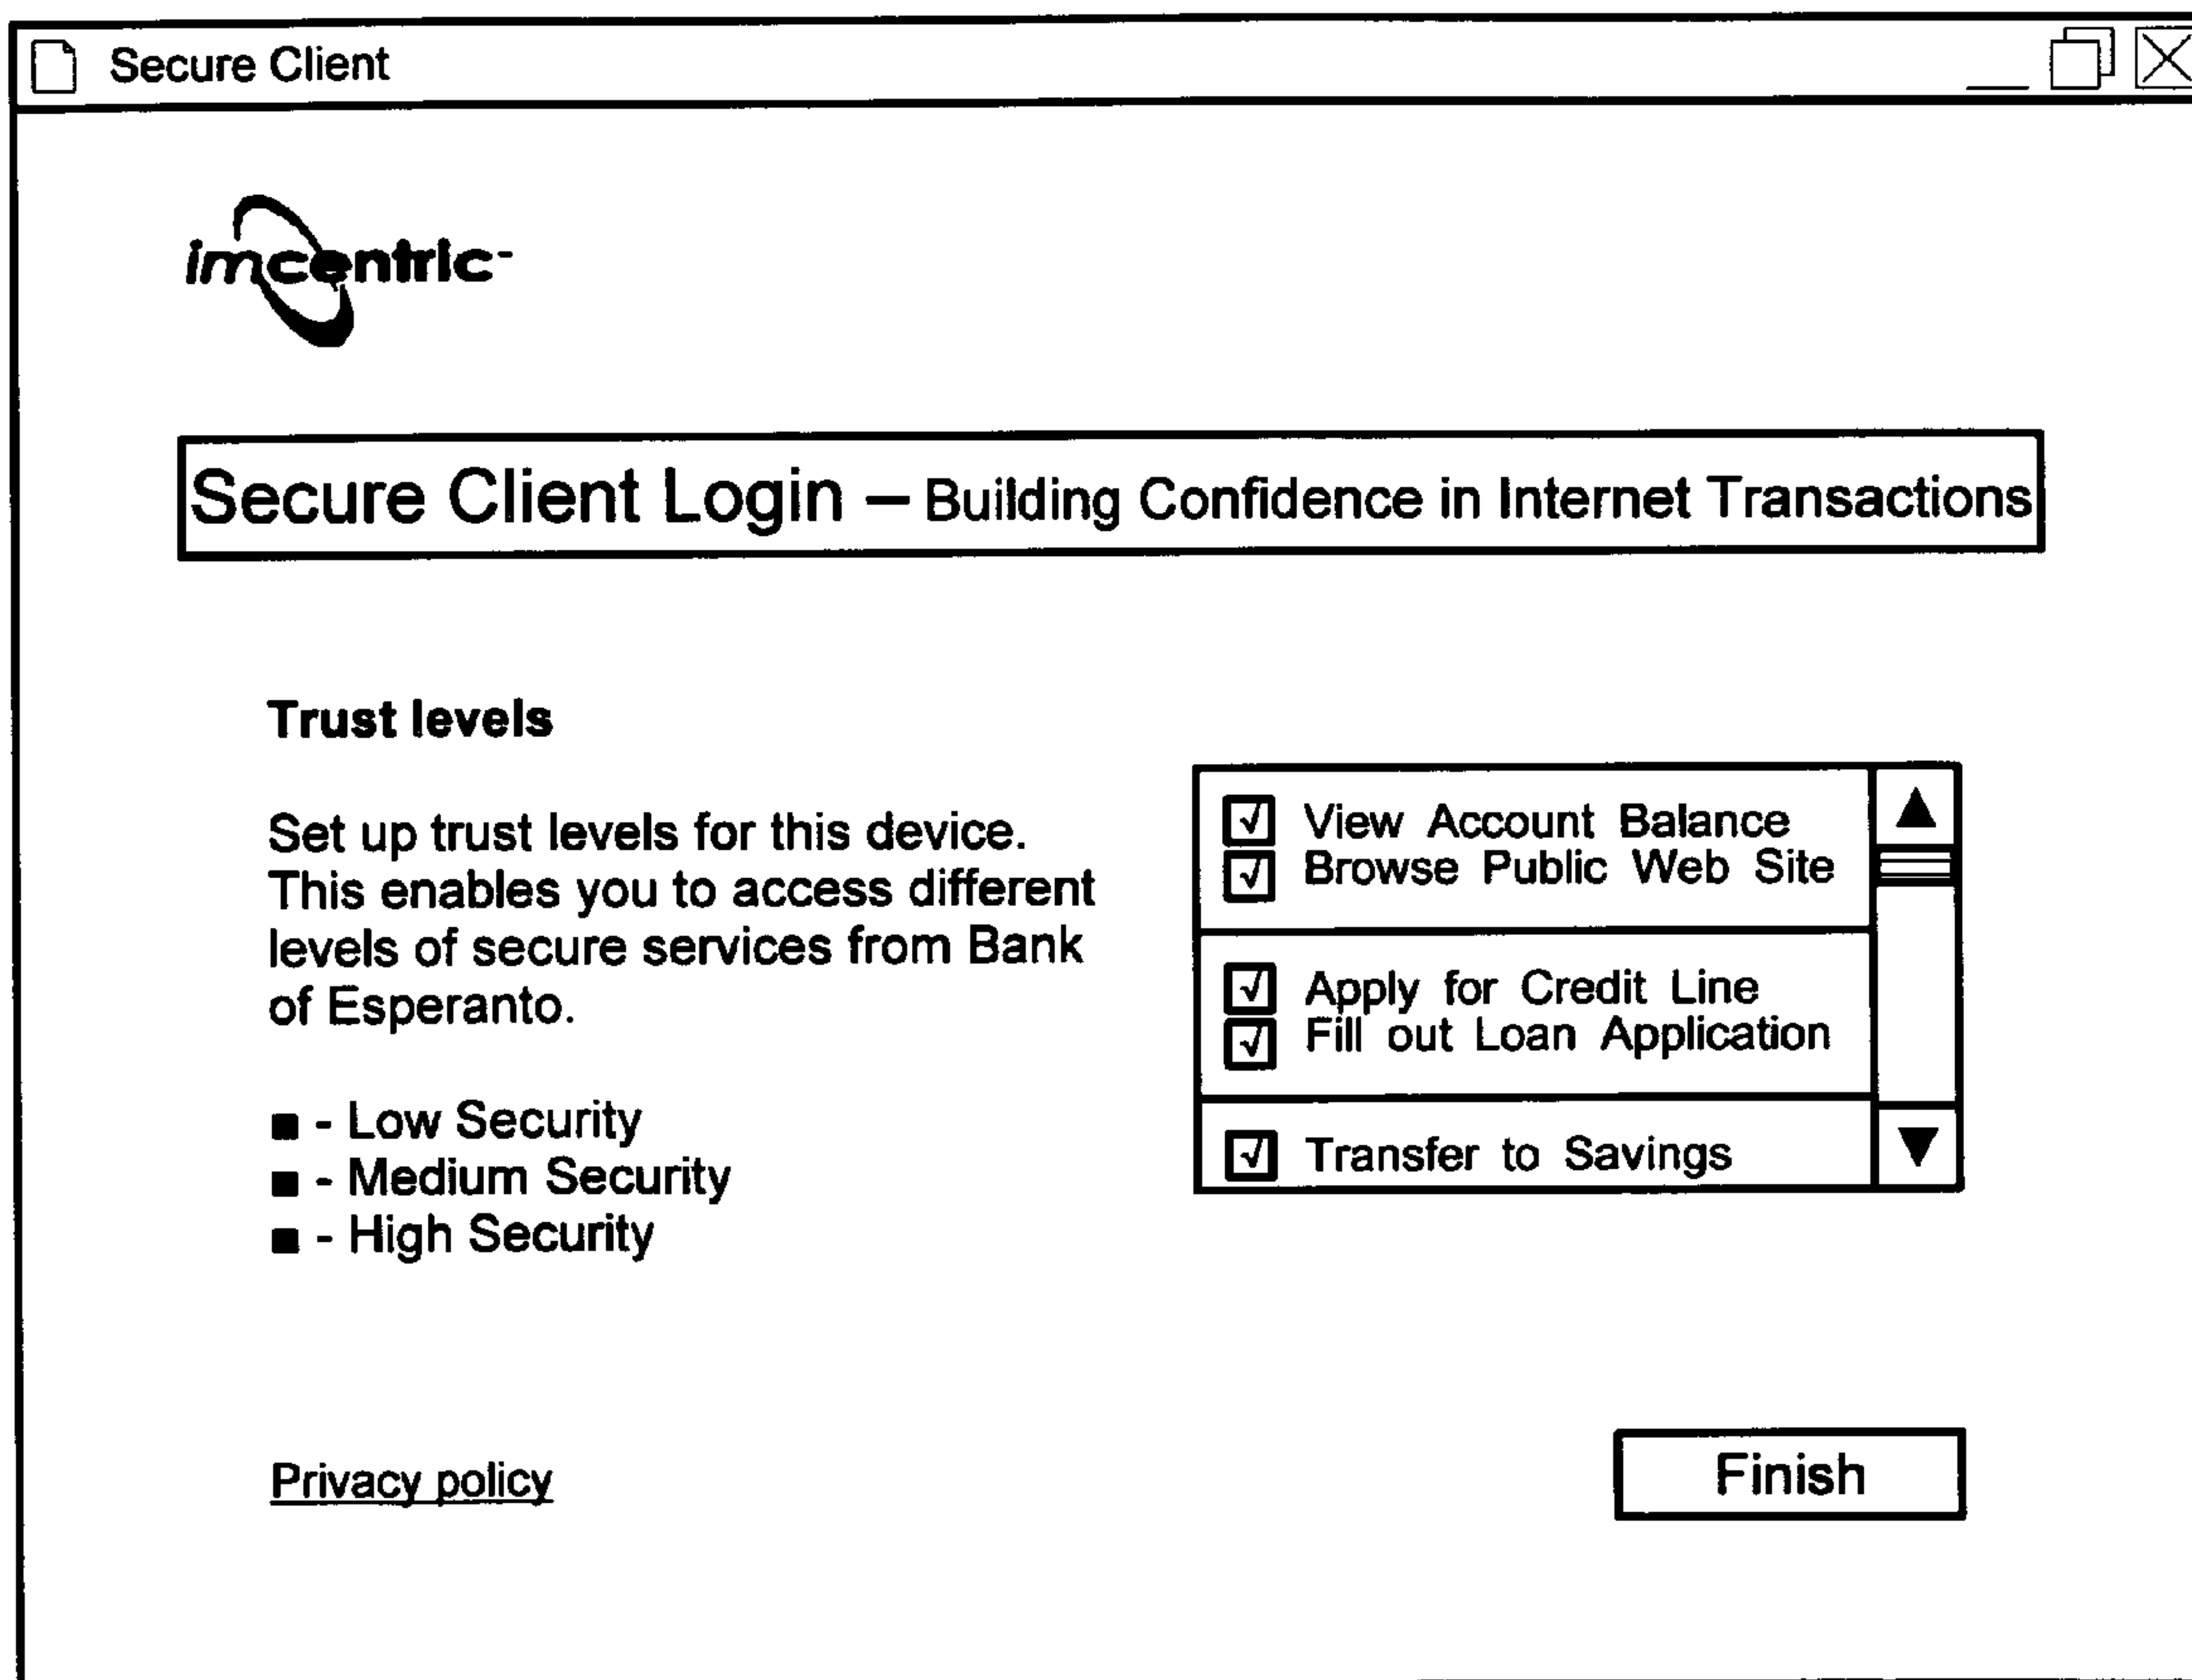 Secure Client
imcentric
Secure Client Login — Building Confidence in Internet Transactions
Trust levels
Set up trust levels for this device.
This enables you to access different
levels of secure services from Bank
of Esperanto.
■ - Low Security
■ - Medium Security
■ - High Security
View Account Balance
Browse Public Web Site
Apply for Credit Line
Fill out Loan Application
Transfer to Savings
Privacy policy
Finish